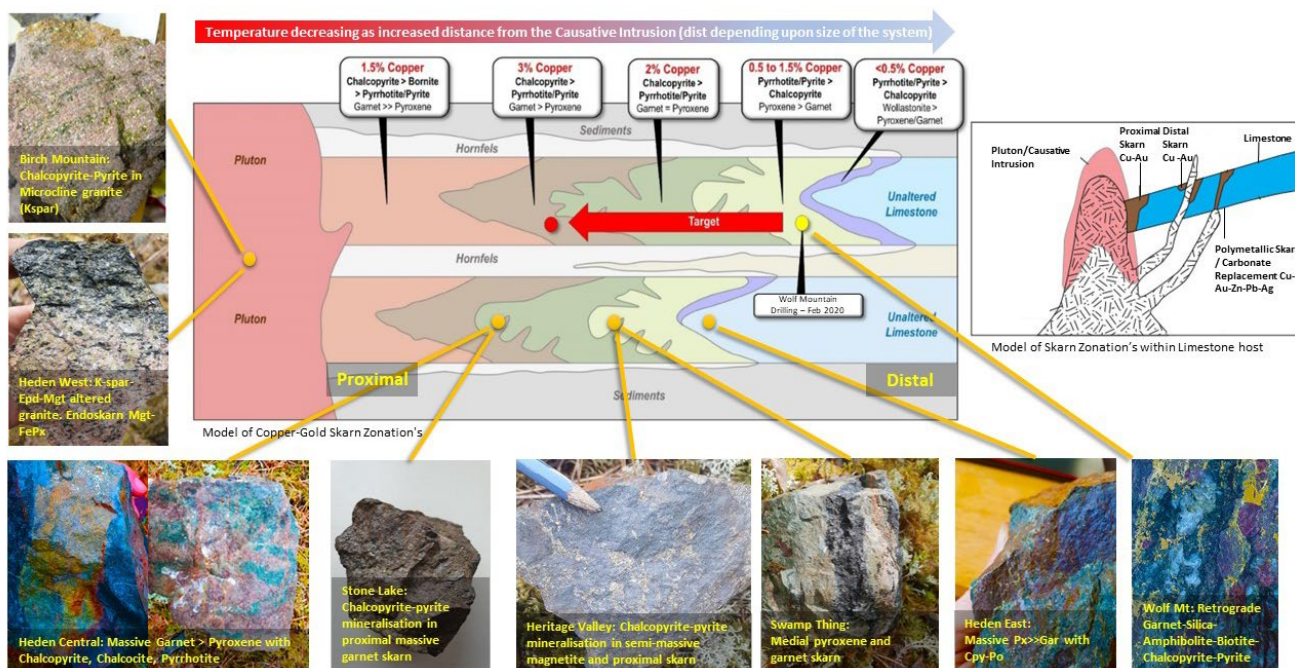 Temperature decreasing as increased distance from the Causative Intrusion (dist depending upon size of the system)
1.5% Copper
Chalcopyrite > Bornite
> Pyrrhotite/Pyrite
Garnet >> Pyroxene
3% Copper
Chalcopyrite >
Pyrrhotite/Pyrite
Garnet > Pyroxene
2% Copper
Chalcopyrite >
Pyrrhotite/Pyrite
Garnet = Pyroxene
0.5 to 1.5% Copper
Pyrrhotite/Pyrite >
Chalcopyrite
Pyroxene > Garnet
<0.5% Copper
Pyrrhotite/Pyrite >
Chalcopyrite
Wollastonite >
Pyroxene/Garnet
Sediments
Hornfels
Pluton
Target
Unaltered
Limestone
Hornfels
Wolf Mountain
Drilling – Feb 2020
Pluton
Unaltered
Limestone
Proximal
Distal
Sediments
Model of Copper-Gold Skarn Zonation's
Pluton/Causative
Intrusion
Proximal
Skarn
Cu-Au
Distal
Skarn
Cu -Au
Limestone
Polymetallic Skar
/ Carbonate
Replacement Cu-
Au-Zn-Pb-Ag
Model of Skarn Zonation's within Limestone host
Birch Mountain:
Chalcopyrite-Pyrite in
Microcline granite
(Kspar)
Heden West: K-spar-
Epd-Mgt altered
granite. Endoskarn Mgt-
FePx
Heden Central: Massive Garnet > Pyroxene with
Chalcopyrite, Chalcocite, Pyrrhotite
Stone Lake:
Chalcopyrite-pyrite
mineralisation in
proximal massive
garnet skarn
Heritage Valley: Chalcopyrite-pyrite
mineralisation in semi-massive
magnetite and proximal skarn
Swamp Thing:
Medial pyroxene and
garnet skarn
Heden East:
Massive Px>>Gar with
Cpy-Po
Wolf Mt: Retrograde
Garnet-Silica-
Amphibolite-Biotite-
Chalcopyrite-Pyrite